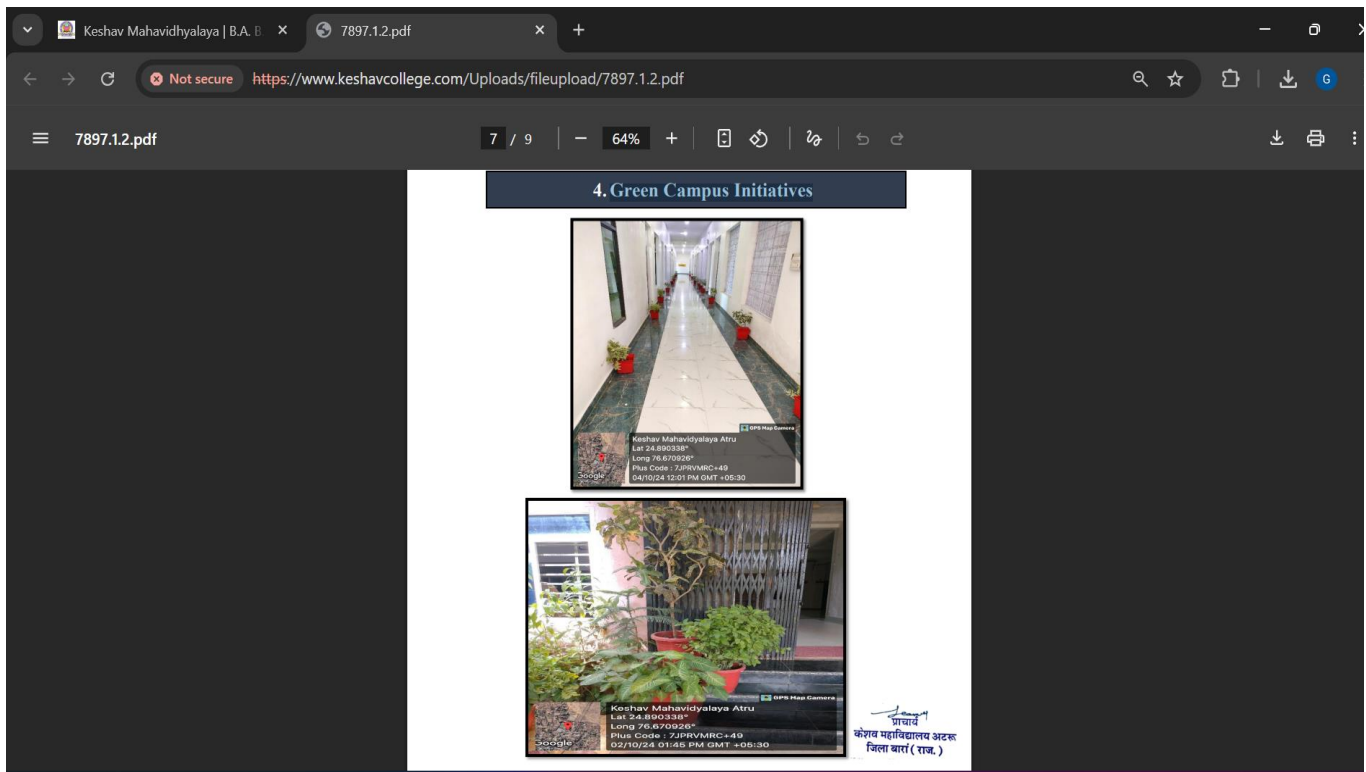 Keshav Mahavidhyalaya | B.A. B.
7897.1.2.pdf
Not secure https://www.keshavcollege.com/Uploads/fileupload/7897.1.2.pdf
G
7897.1.2.pdf
7 / 9
64%
4. Green Campus Initiatives
GPS Map Camera
Keshav Mahavidyalaya Atru
Lat 24.890338°
Long 76.670926°
Plus Code : 7JPRVMRC+49
04/10/24 12:01 PM GMT +05:30
Google
GPS Map Camera
Keshav Mahavidyalaya Atru
Lat 24.890338°
Long 76.670926°
Plus Code : 7JPRVMRC+49
02/10/24 01:45 PM GMT +05:30
Google
प्राचार्य
केशव महाविद्यालय अटरू
जिला बारां ( राज. )